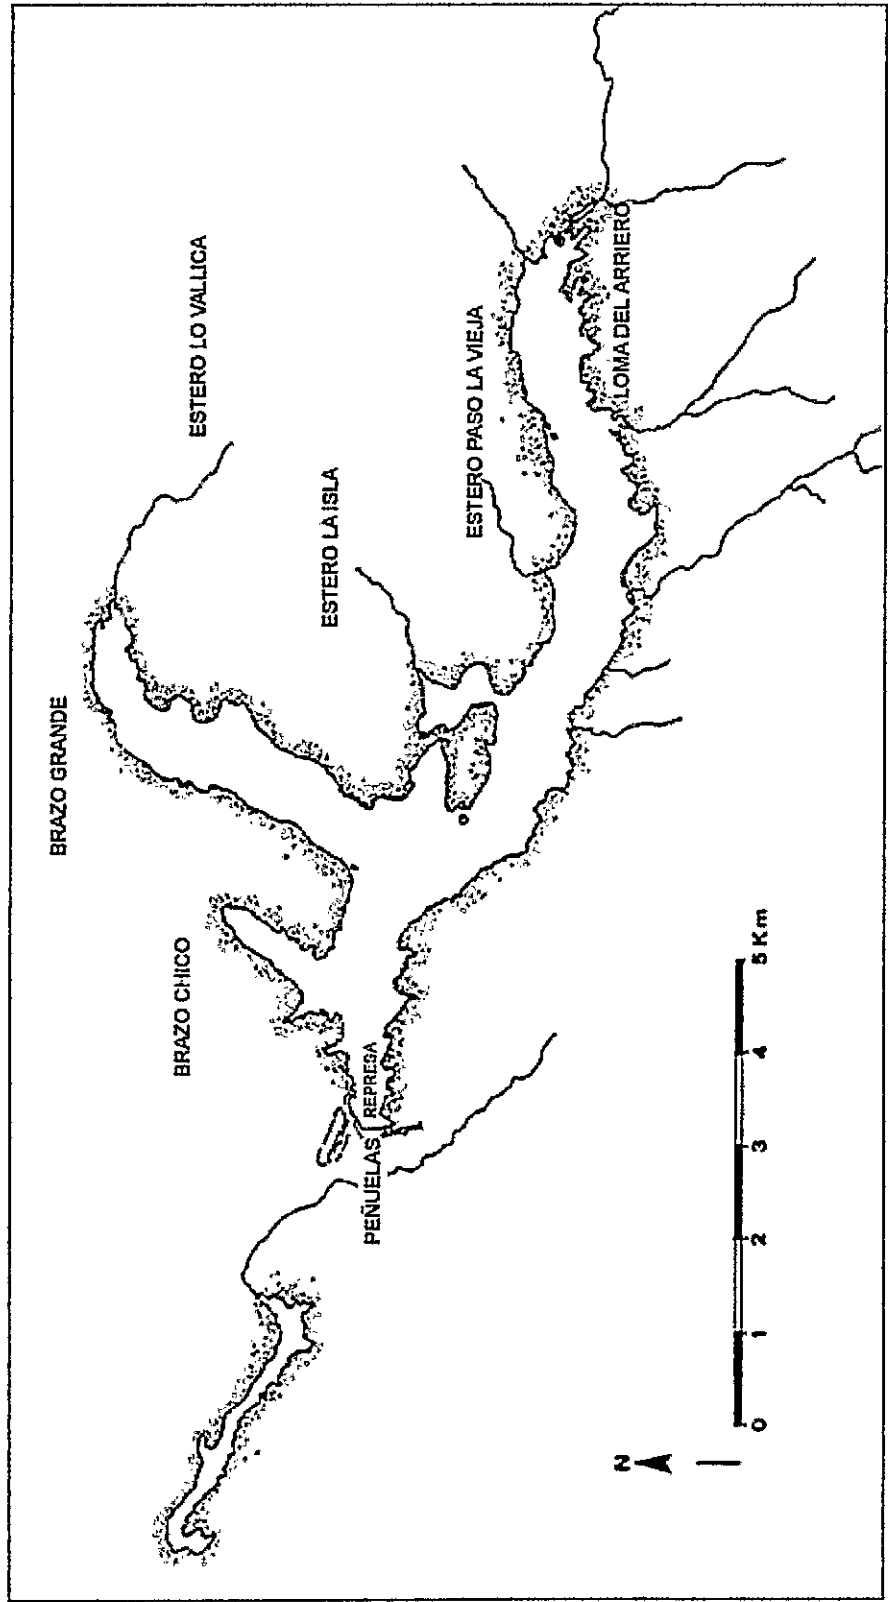 BRAZO GRANDE
ESTERO LO VALLICA
BRAZO CHICO
ESTERO LA ISLA
ESTERO PASO LA VIEJA
REPRESA
PEÑUELAS
LOMA DEL ARRIERO
N
0 1 2 3 4 5 Km